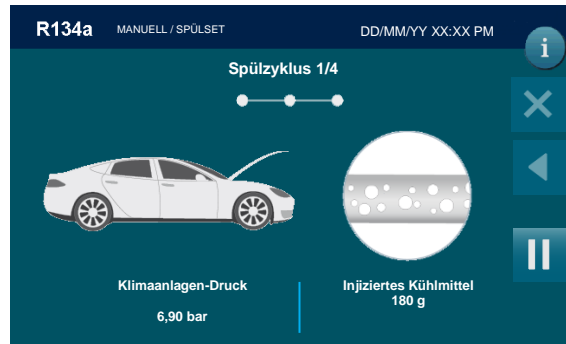 R134a MANUELL / SPÜLSET DD/MM/YY XX:XX PM
i
Spülzyklus 1/4
Klimaanlagen-Druck
6,90 bar
Injiziertes Kühlmittel
180 g